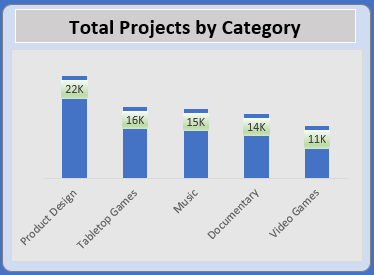 Total Projects by Category
22K
16K
15K
14K
11K
Product Design
Tabletop Games
Music
Documentary
Video Games